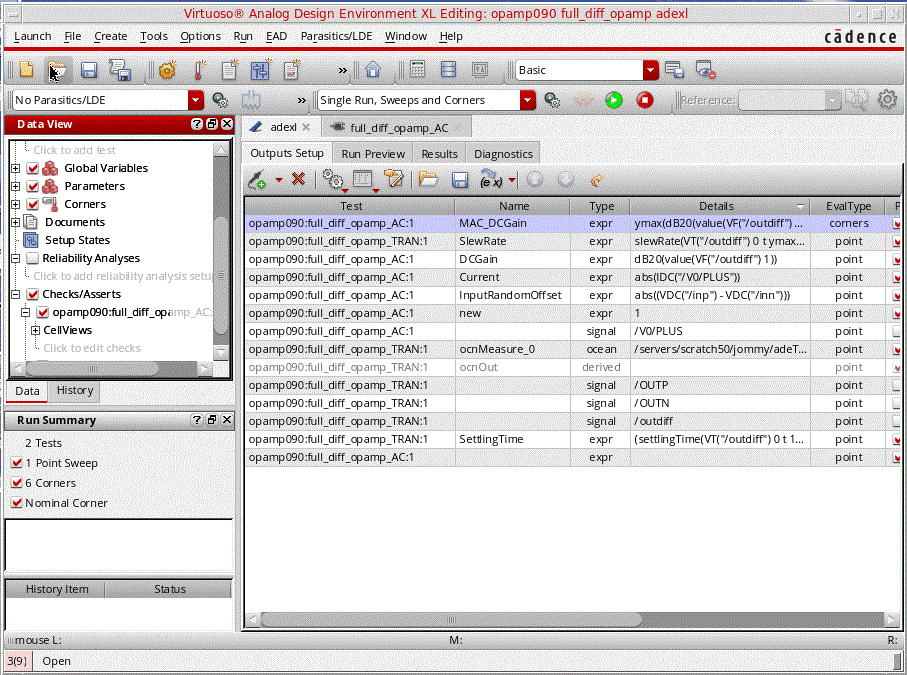 Virtuoso® Analog Design Environment XL Editing: opamp090 full_diff_opamp adexl
Launch File Create Tools Options Run EAD Parasitics/LDE Window Help cādence
» Basic
No Parasitics/LDE » Single Run, Sweeps and Corners Reference:
Data View
adexl full_diff_opamp_AC
Click to add test
Global Variables
Parameters
Corners
Documents
Setup States
Reliability Analyses
Click to add reliability analysis setu
Checks/Asserts
opamp090:full_diff_opamp_AC:
CellViews
Click to edit checks
Data History
Run Summary
2 Tests
1 Point Sweep
6 Corners
Nominal Corner
History Item Status
Outputs Setup Run Preview Results Diagnostics
(e x)
Test Name Type Details EvalType P
opamp090:full_diff_opamp_AC:1 MAC_DCGain expr ymax(dB20(value(VF("/outdiff") ... corners
opamp090:full_diff_opamp_TRAN:1 SlewRate expr slewRate(VT("/outdiff") 0 t ymax... point
opamp090:full_diff_opamp_AC:1 DCGain expr dB20(value(VF("/outdiff") 1)) point
opamp090:full_diff_opamp_AC:1 Current expr abs(IDC("/V0/PLUS")) point
opamp090:full_diff_opamp_AC:1 InputRandomOffset expr abs((VDC("/inp") - VDC("/inn"))) point
opamp090:full_diff_opamp_AC:1 new expr 1 point
opamp090:full_diff_opamp_AC:1 signal /V0/PLUS point
opamp090:full_diff_opamp_TRAN:1 ocnMeasure_0 ocean /servers/scratch50/jommy/adeT... point
opamp090:full_diff_opamp_TRAN:1 ocnOut derived point
opamp090:full_diff_opamp_TRAN:1 signal /OUTP point
opamp090:full_diff_opamp_TRAN:1 signal /OUTN point
opamp090:full_diff_opamp_TRAN:1 signal /outdiff point
opamp090:full_diff_opamp_TRAN:1 SettlingTime expr (settlingTime(VT("/outdiff") 0 t 1... point
opamp090:full_diff_opamp_AC:1 expr point
mouse L: M: R:
3(9) Open